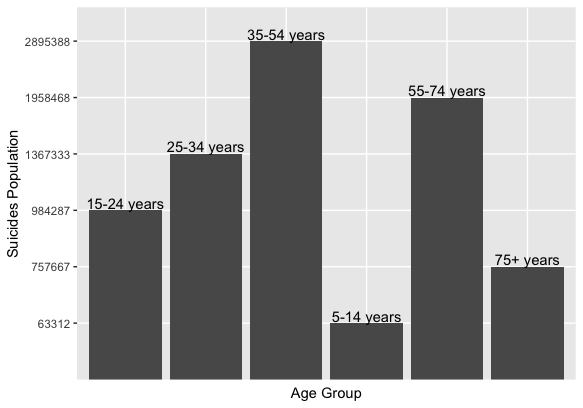 35-54 years
2895388
55-74 years
1958468
25-34 years
1367333
15-24 years
984287
75+ years
757667
5-14 years
63312
Suicides Population
Age Group